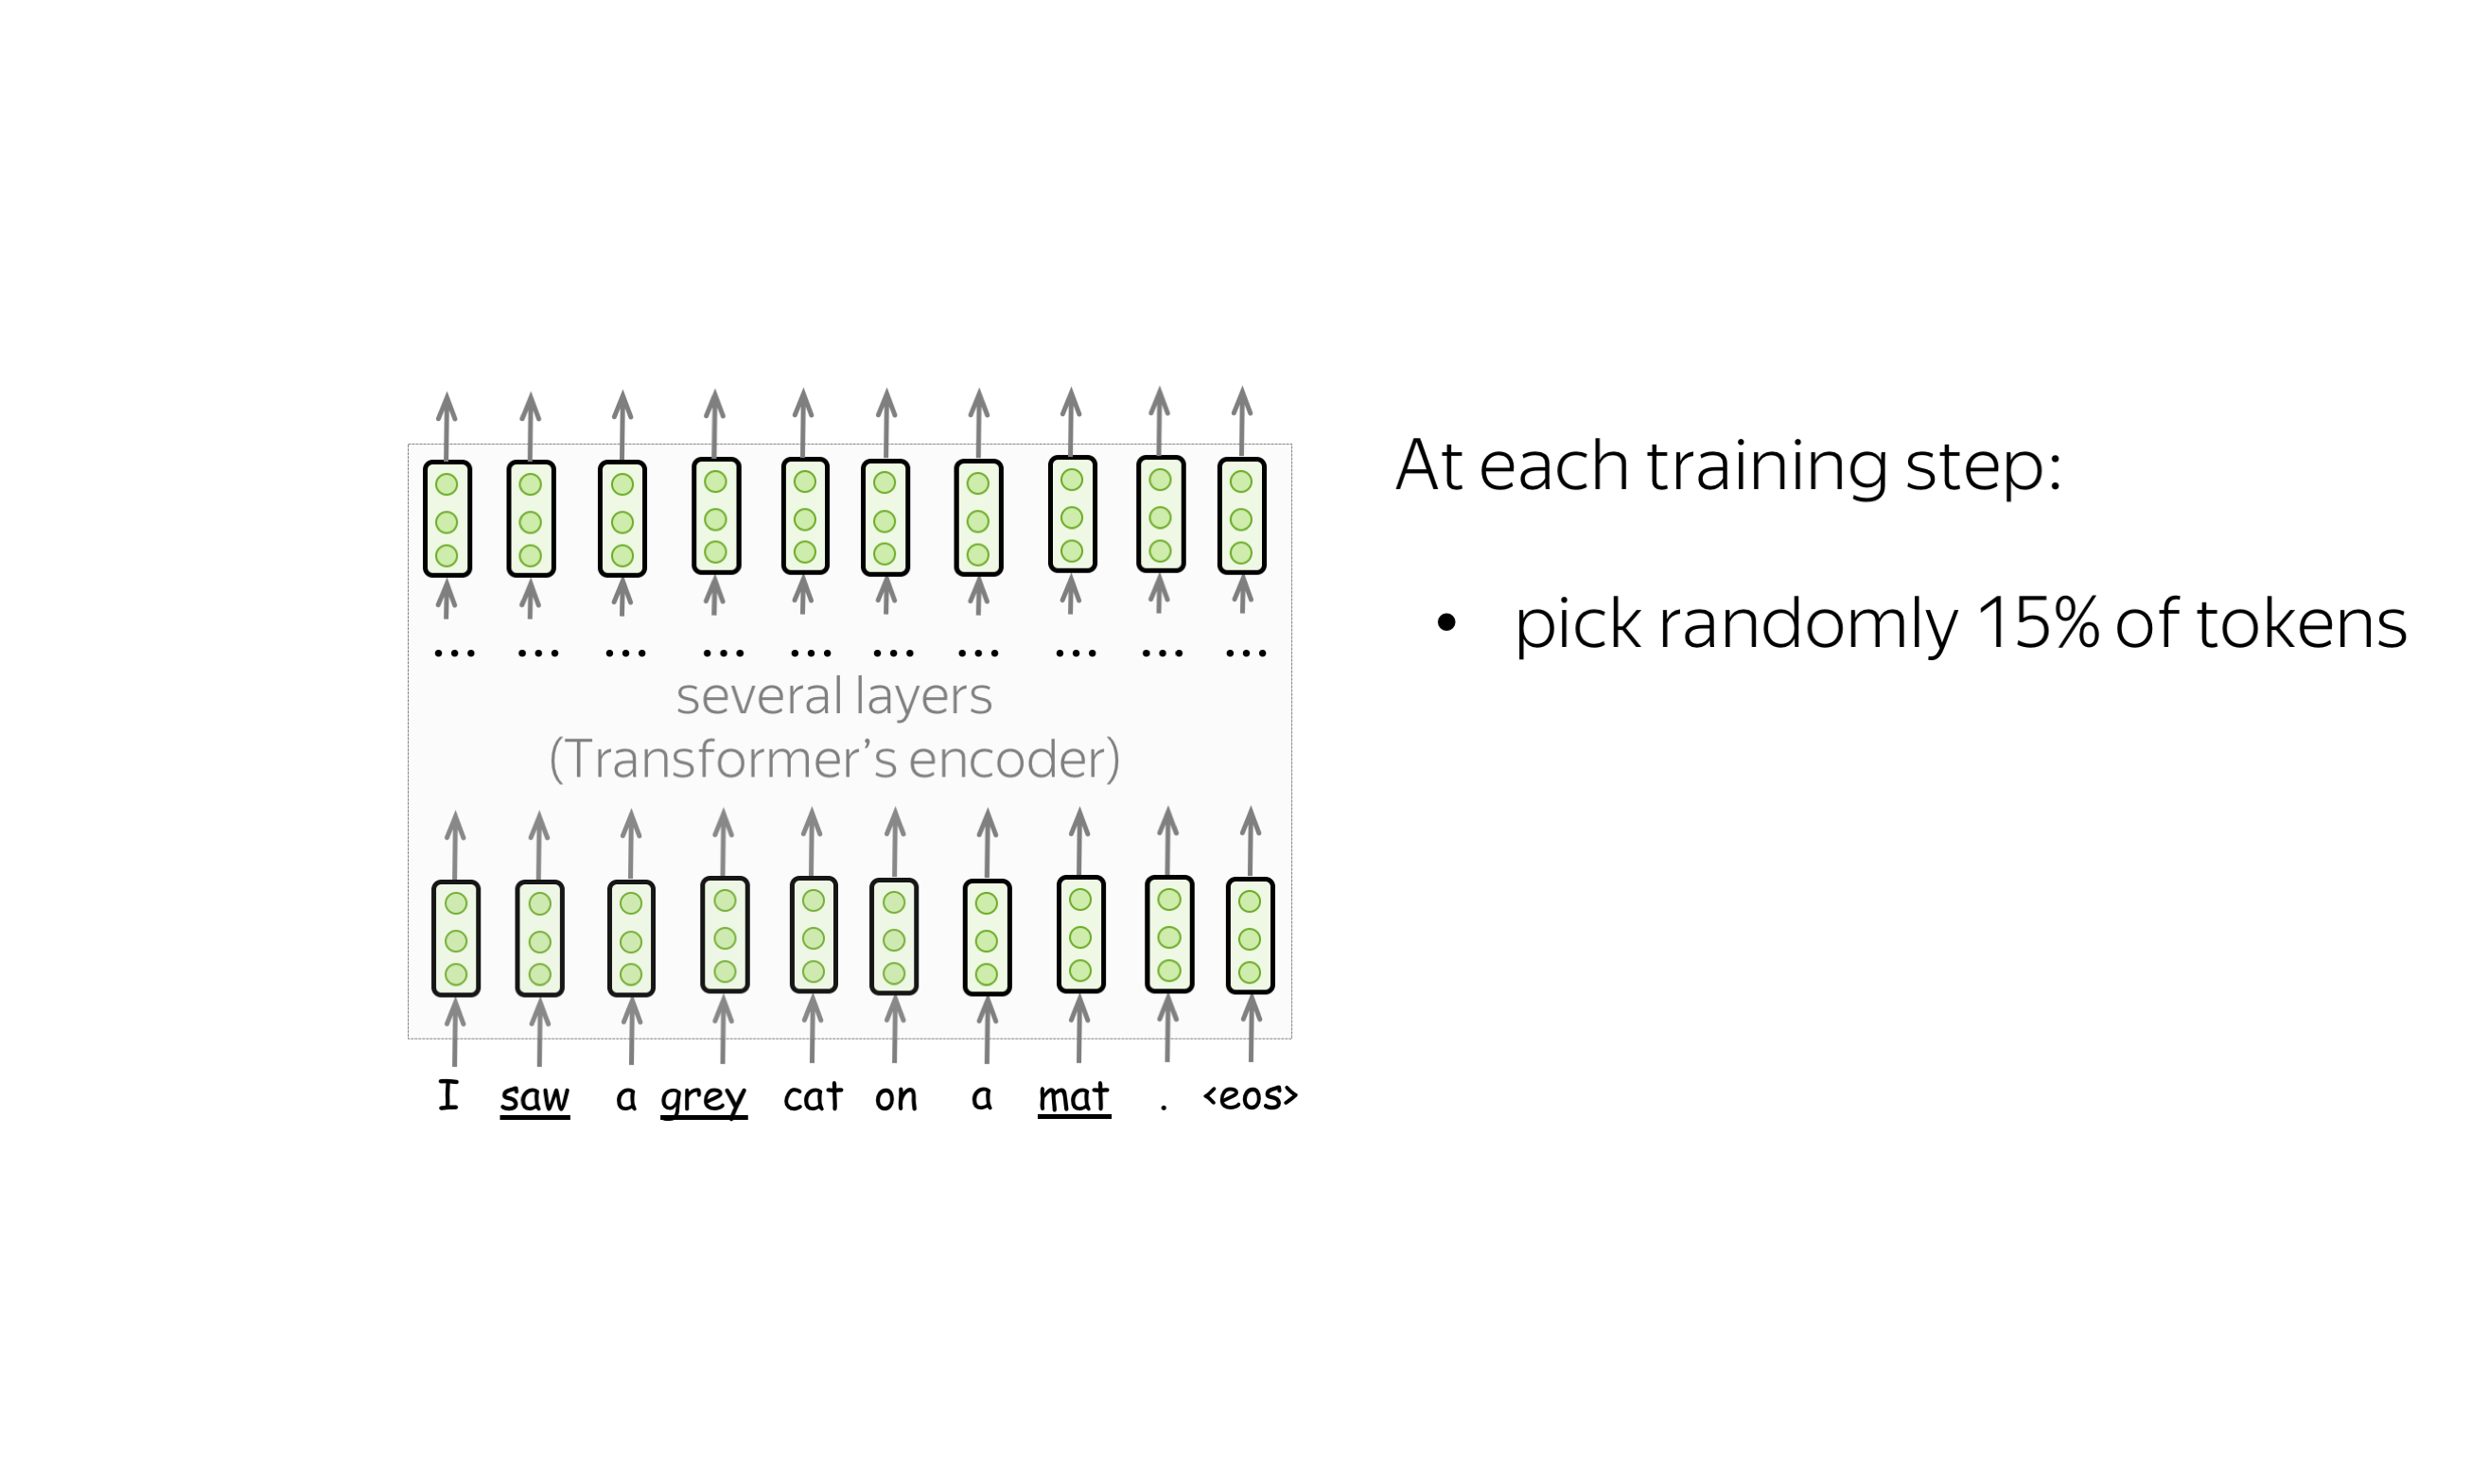 At each training step:
• pick randomly 15% of tokens
... ... ... ... ... ... ... ... ... ...
several layers
(Transformer’s encoder)
I saw a grey cat on a mat . <eos>